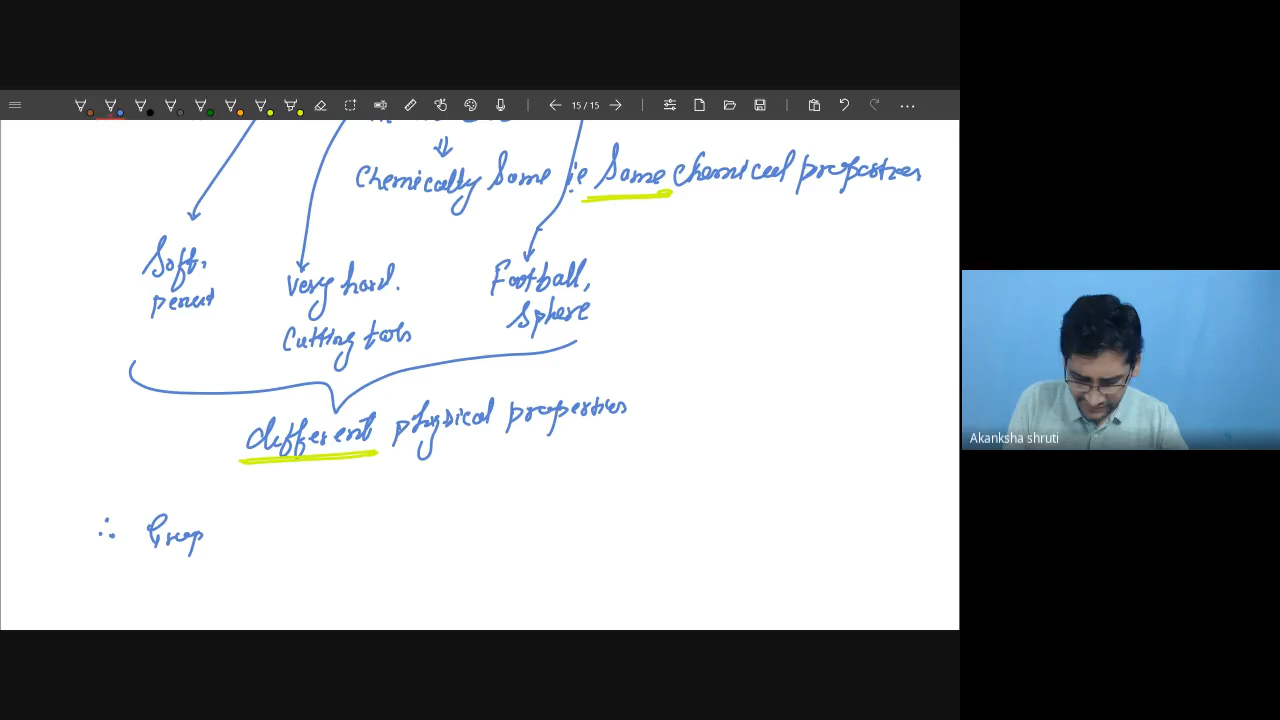 15 / 15
Chemically Same ie Same chemical properties
Soft,
pencil
Very hard.
Cutting tools
Football,
Sphere
different physical properties
∴
Akanksha shruti